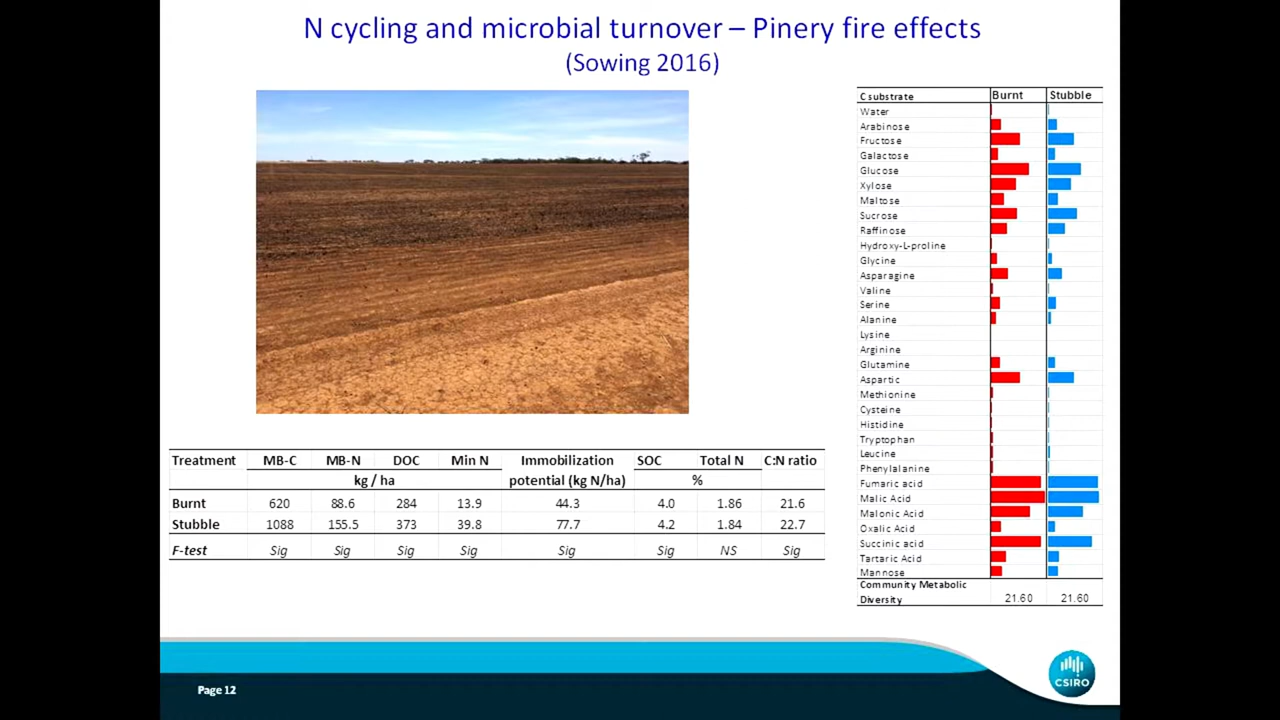 N cycling and microbial turnover – Pinery fire effects
(Sowing 2016)
C substrate Burnt Stubble
Water
Arabinose
Fructose
Galactose
Glucose
Xylose
Maltose
Sucrose
Raffinose
Hydroxy-L-proline
Glycine
Asparagine
Valine
Serine
Alanine
Lysine
Arginine
Glutamine
Aspartic
Methionine
Cysteine
Histidine
Tryptophan
Leucine
Phenylalanine
Fumaric acid
Malic Acid
Malonic Acid
Oxalic Acid
Succinic acid
Tartaric Acid
Mannose
Community Metabolic
Diversity 21.60 21.60
Treatment MB-C MB-N DOC Min N Immobilization SOC Total N C:N ratio
kg / ha potential (kg N/ha) %
Burnt 620 88.6 284 13.9 44.3 4.0 1.86 21.6
Stubble 1088 155.5 373 39.8 77.7 4.2 1.84 22.7
F-test Sig Sig Sig Sig Sig Sig NS Sig
Page 12
CSIRO